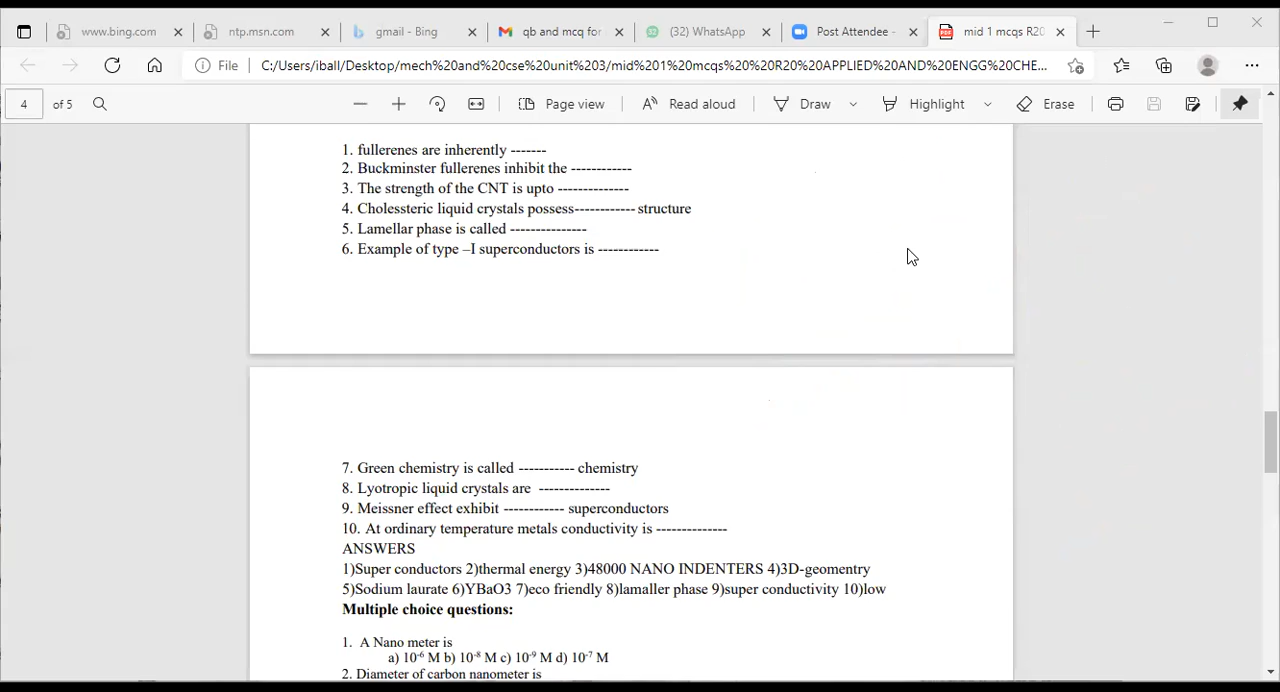 www.bing.com
ntp.msn.com
gmail - Bing
qb and mcq for
(32) WhatsApp
Post Attendee -
mid 1 mcqs R20
File C:/Users/iball/Desktop/mech%20and%20cse%20unit%203/mid%201%20mcqs%20%20R20%20APPLIED%20AND%20ENGG%20CHE...
4 of 5
Page view
Read aloud
Draw
Highlight
Erase
1. fullerenes are inherently -------
2. Buckminster fullerenes inhibit the ------------
3. The strength of the CNT is upto --------------
4. Cholessteric liquid crystals possess------------ structure
5. Lamellar phase is called ---------------
6. Example of type –I superconductors is ------------
7. Green chemistry is called ----------- chemistry
8. Lyotropic liquid crystals are --------------
9. Meissner effect exhibit ------------ superconductors
10. At ordinary temperature metals conductivity is --------------
ANSWERS
1)Super conductors 2)thermal energy 3)48000 NANO INDENTERS 4)3D-geomentry
5)Sodium laurate 6)YBaO3 7)eco friendly 8)lamaller phase 9)super conductivity 10)low
Multiple choice questions:
1. A Nano meter is
a) 10-6 M b) 10-8 M c) 10-9 M d) 10-7 M
2. Diameter of carbon nanometer is